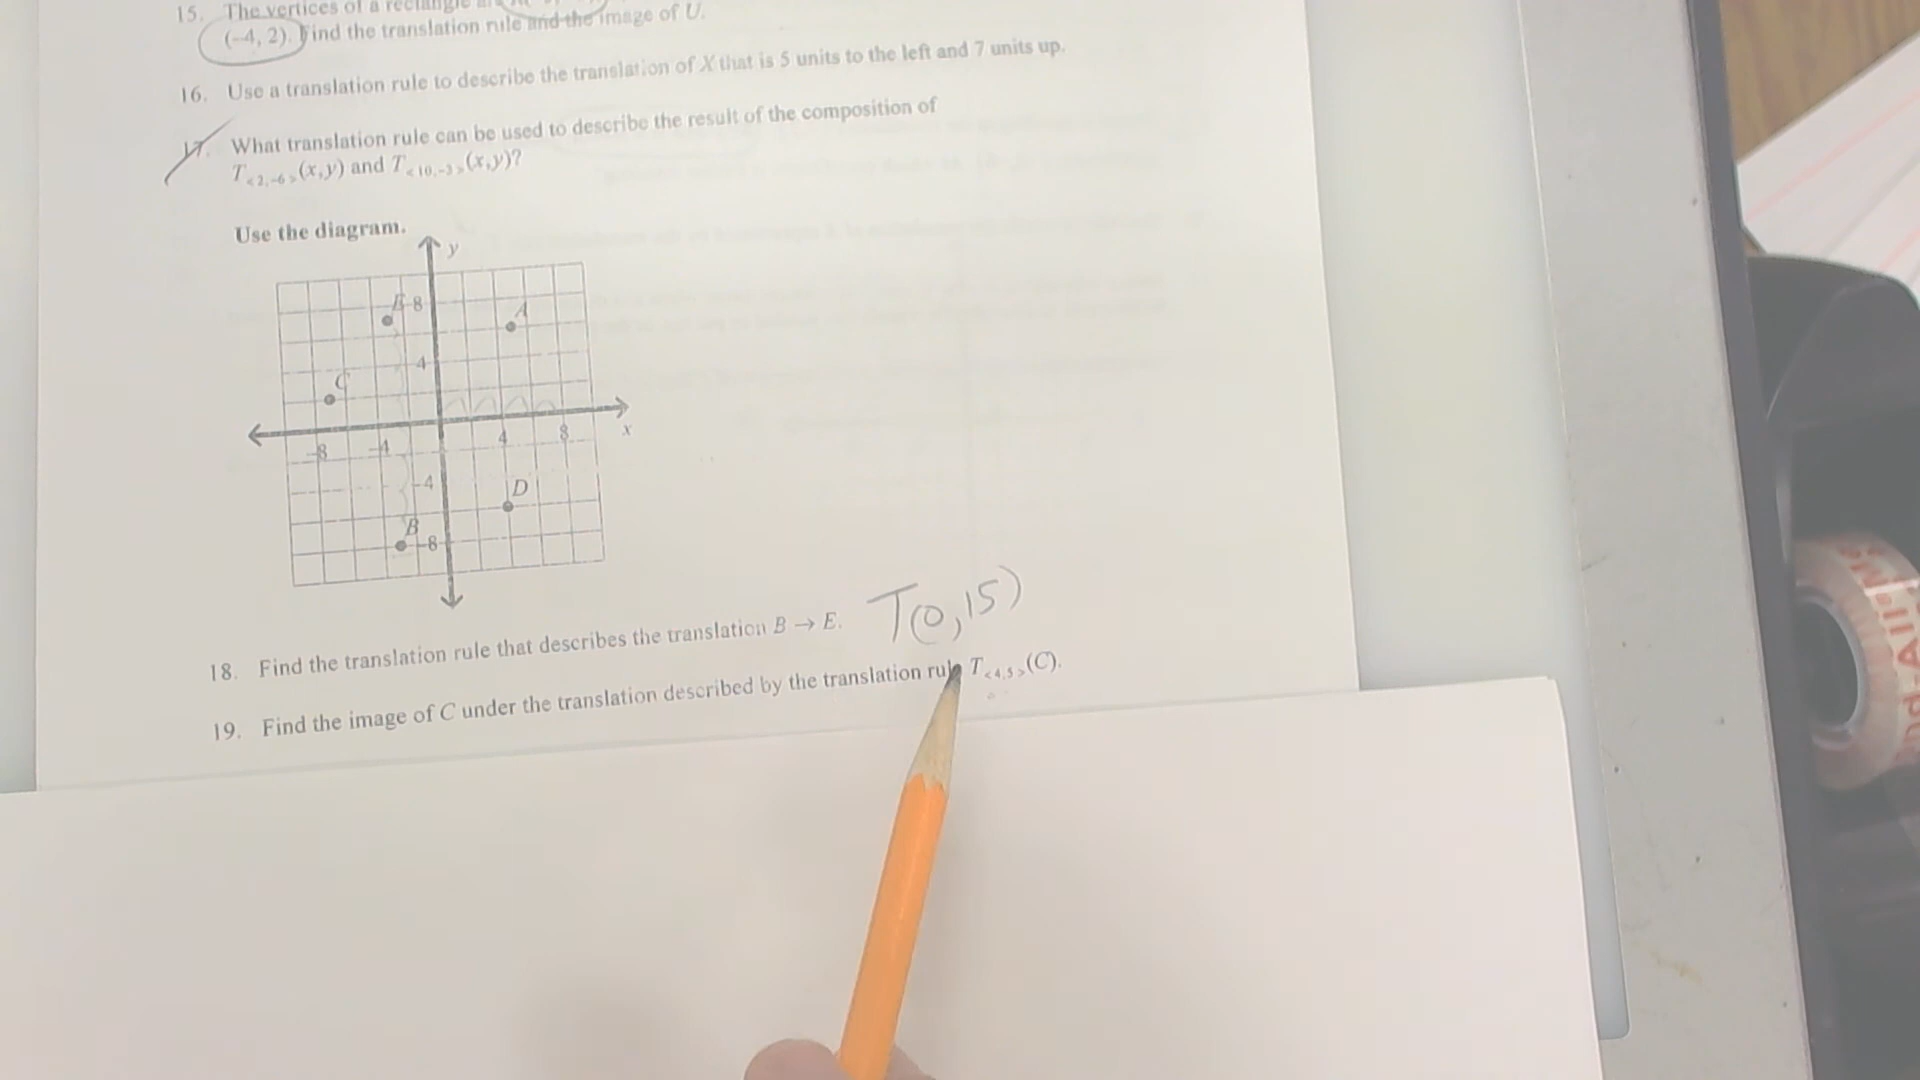 15. The vertices of a rectangle
(−4, 2). Find the translation rule and the image of U.
16. Use a translation rule to describe the translation of X that is 5 units to the left and 7 units up.
17. What translation rule can be used to describe the result of the composition of
T<2,−6>(x,y) and T<10,−3>(x,y)?
Use the diagram.
y
E 8
A
4
C
−8 −4 4 8 x
−4
D
B
−8
18. Find the translation rule that describes the translation B → E. T(0,15)
19. Find the image of C under the translation described by the translation rule T<4,5>(C).